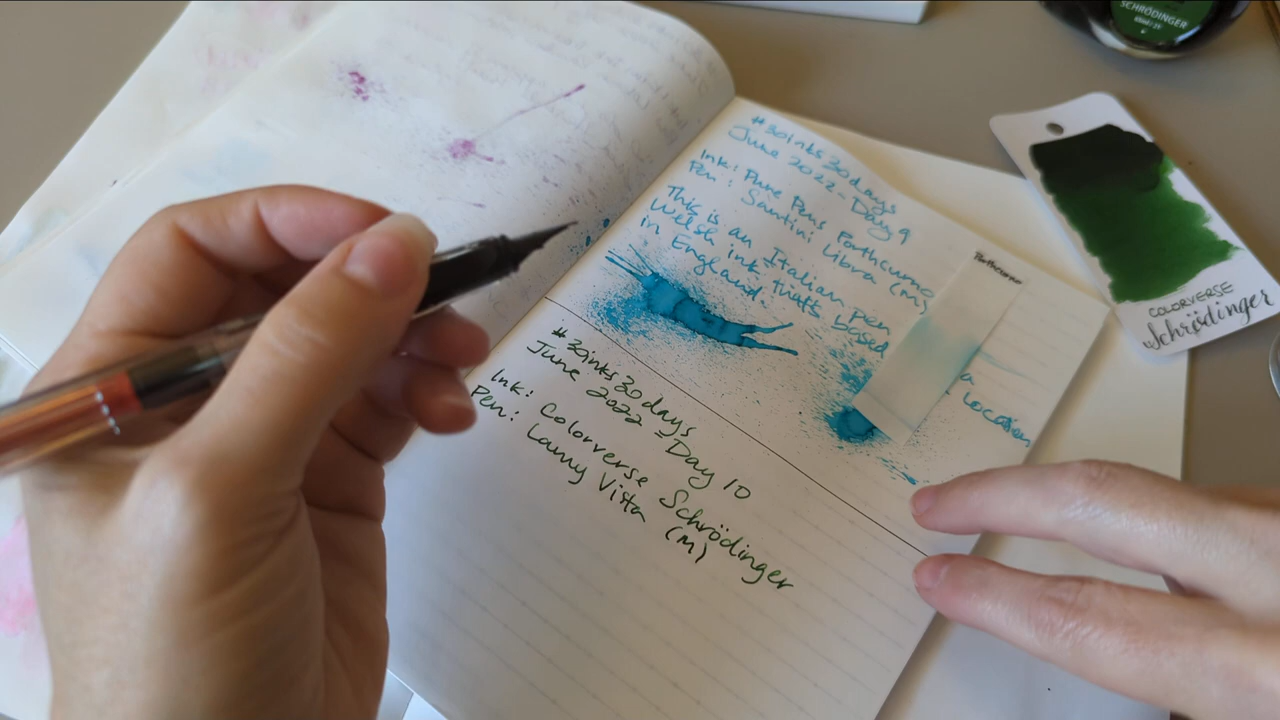 #30inks30days
June 2022 - Day 9
Ink: Pure Pens Porthcurno
Pen: Santini Libra (M)
This is an Italian pen
Welsh ink that's based
in England.
Porthcurno
a
location
#30inks30days
June 2022 - Day 10
Ink: Colorverse Schrödinger
Pen: Lamy Vista (M)
SCHRÖDINGER
COLORVERSE
Schrödinger